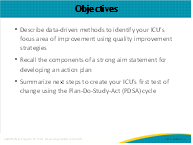 Objectives
• Describe data-driven methods to identify your ICU's
focus area of improvement using quality improvement
strategies
• Recall the components of a strong aim statement for
developing an action plan
• Summarize next steps to create your ICU's first test of
change using the Plan-Do-Study-Act (PDSA) cycle